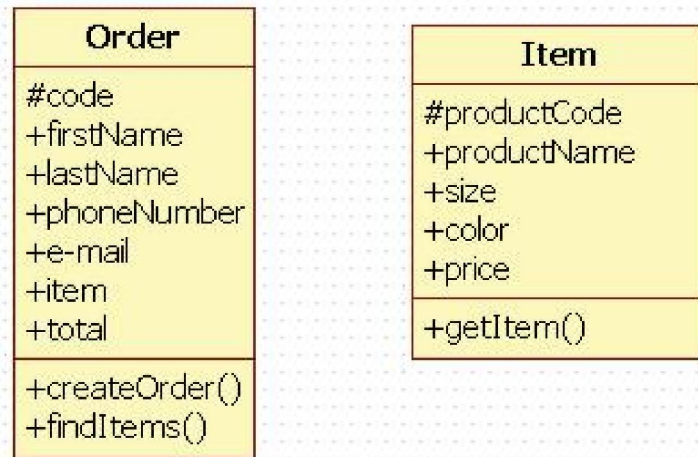 Order
#code
+firstName
+lastName
+phoneNumber
+e-mail
+item
+total
+createOrder()
+findItems()
Item
#productCode
+productName
+size
+color
+price
+getItem()